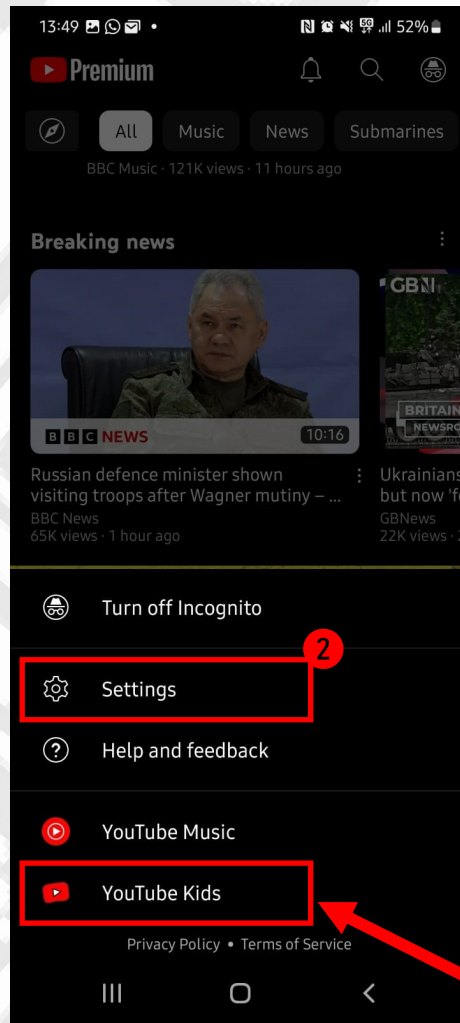 13:49 5G 52%
Premium
All Music News Submarines
BBC Music · 121K views · 11 hours ago
Breaking news
GBN
BRITAIN
NEWSRO
BBC NEWS 10:16
Russian defence minister shown
visiting troops after Wagner mutiny – ...
BBC News
65K views · 1 hour ago
Ukrainians
but now 'f
GBNews
22K views ·
Turn off Incognito
2
Settings
Help and feedback
YouTube Music
YouTube Kids
Privacy Policy • Terms of Service